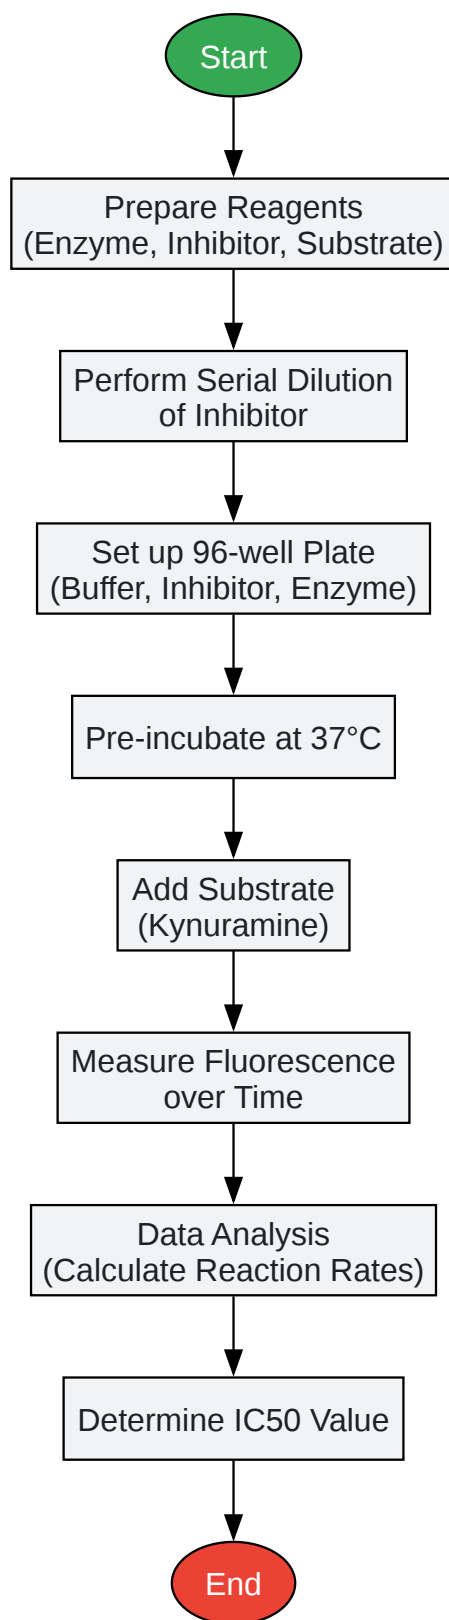 Start
Prepare Reagents
(Enzyme, Inhibitor, Substrate)
Perform Serial Dilution
of Inhibitor
Set up 96-well Plate
(Buffer, Inhibitor, Enzyme)
Pre-incubate at 37°C
Add Substrate
(Kynuramine)
Measure Fluorescence
over Time
Data Analysis
(Calculate Reaction Rates)
Determine IC50 Value
End